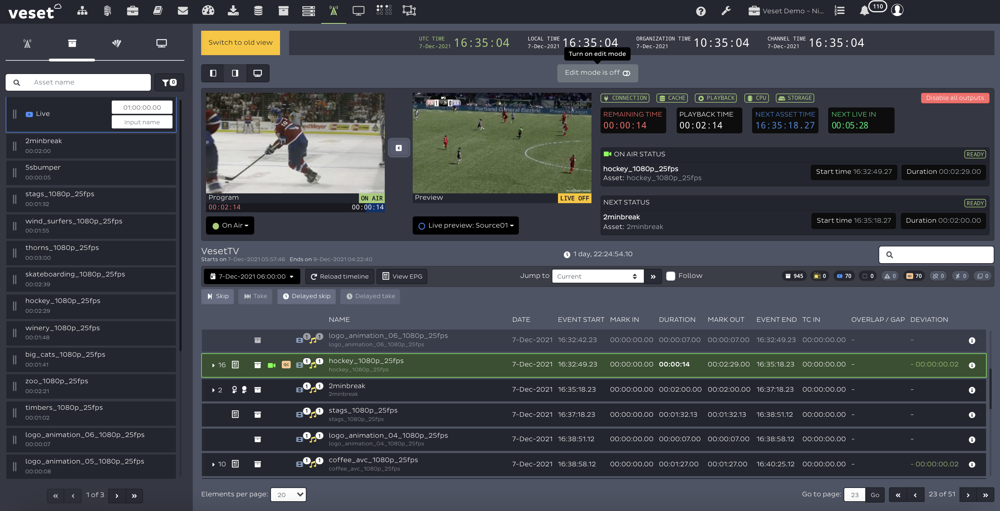 veset
Veset Demo - Ni...
110
Switch to old view
UTC TIME
7-Dec-2021
16:35:04
LOCAL TIME
7-Dec-2021
16:35:04
ORGANIZATION TIME
7-Dec-2021
10:35:04
CHANNEL TIME
7-Dec-2021
16:35:04
Turn on edit mode
Edit mode is off
Asset name
0
Live
01:00:00.00
Input name
2minbreak
00:02:00
5sbumper
00:00:05
stags_1080p_25fps
00:01:32
wind_surfers_1080p_25fps
00:01:55
thorns_1080p_25fps
00:03:00
skateboarding_1080p_25fps
00:02:39
hockey_1080p_25fps
00:02:29
winery_1080p_25fps
00:01:48
big_cats_1080p_25fps
00:01:41
zoo_1080p_25fps
00:02:21
timbers_1080p_25fps
00:01:02
logo_animation_06_1080p_25fps
00:00:07
logo_animation_05_1080p_25fps
00:00:08
1 of 3
Program
ON AIR
00:02:14
00:00:14
On Air
1
0
SEA
PORTLAND
Portland General Electric
Preview
LIVE OFF
Live preview: Source01
CONNECTION
CACHE
PLAYBACK
CPU
STORAGE
Disable all outputs
REMAINING TIME
00:00:14
PLAYBACK TIME
00:02:14
NEXT ASSET TIME
16:35:18.27
NEXT LIVE IN
00:05:28
ON AIR STATUS
READY
hockey_1080p_25fps
Asset: hockey_1080p_25fps
Start time 16:32:49.27
Duration 00:02:29.00
NEXT STATUS
READY
2minbreak
Asset: 2minbreak
Start time 16:35:18.27
Duration 00:02:00.00
VesetTV
Starts on 7-Dec-2021 05:57:46 Ends on 9-Dec-2021 04:22:40
1 day, 22:24:54.10
7-Dec-2021 06:00:00
Reload timeline
View EPG
Jump to
Current
Follow
945
0
70
0
0
QC 70
0
0
0
Skip
Take
Delayed skip
Delayed take
NAME DATE EVENT START MARK IN DURATION MARK OUT EVENT END TC IN OVERLAP / GAP DEVIATION
1 1 logo_animation_06_1080p_25fps 7-Dec-2021 16:32:42.23 00:00:00.00 00:00:07.00 00:00:07.00 16:32:49.23 00:00:00.00 - -
logo_animation_06_1080p_25fps
16 QC 1 1 hockey_1080p_25fps 7-Dec-2021 16:32:49.23 00:00:00.00 00:00:14 00:02:29.00 16:35:18.23 00:00:00.00 - - 00:00:00.02
hockey_1080p_25fps
2 1 1 2minbreak 7-Dec-2021 16:35:18.23 00:00:00.00 00:02:00.00 00:02:00.00 16:37:18.23 00:00:00.00 - -
2minbreak
1 1 stags_1080p_25fps 7-Dec-2021 16:37:18.23 00:00:00.00 00:01:32.13 00:01:32.13 16:38:51.12 00:00:00.00 - -
stags_1080p_25fps
1 1 logo_animation_04_1080p_25fps 7-Dec-2021 16:38:51.12 00:00:00.00 00:00:07.00 00:00:07.00 16:38:58.12 00:00:00.00 - -
logo_animation_04_1080p_25fps
10 1 1 coffee_avc_1080p_25fps 7-Dec-2021 16:38:58.12 00:00:00.00 00:01:27.00 00:01:27.00 16:40:25.12 00:00:00.00 - - 00:00:00.02
coffee_avc_1080p_25fps
Elements per page: 20
Go to page: 23 Go
23 of 51